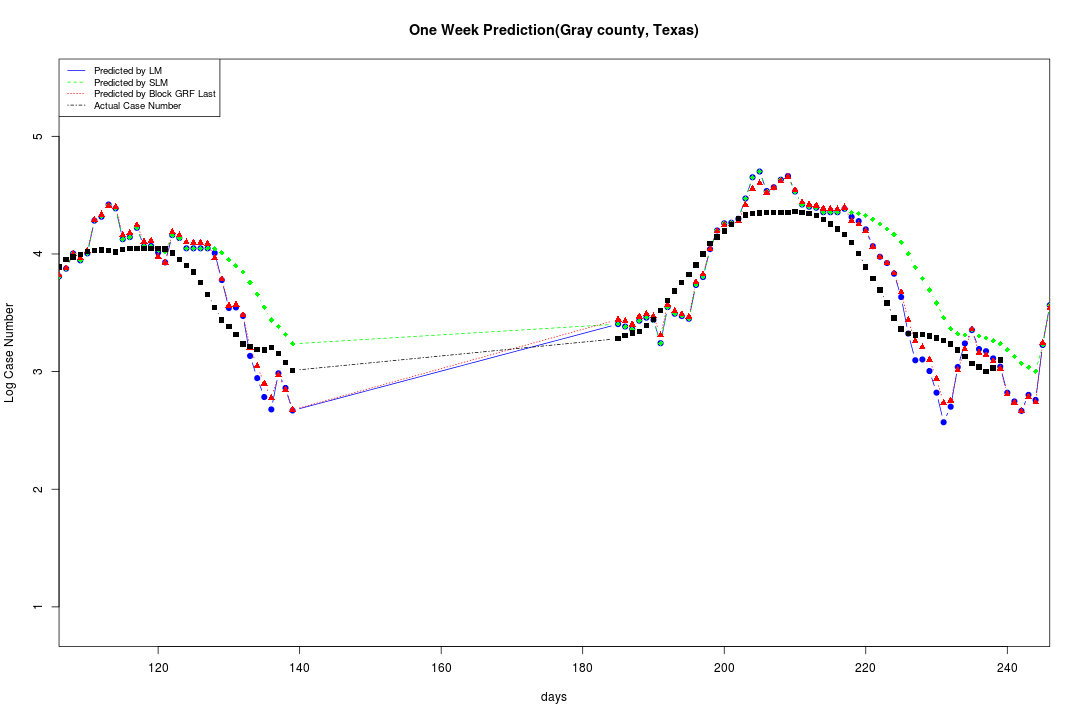 One Week Prediction(Gray county, Texas)
Predicted by LM
Predicted by SLM
Predicted by Block GRF Last
Actual Case Number
5
4
3
2
1
Log Case Number
120 140 160 180 200 220 240
days